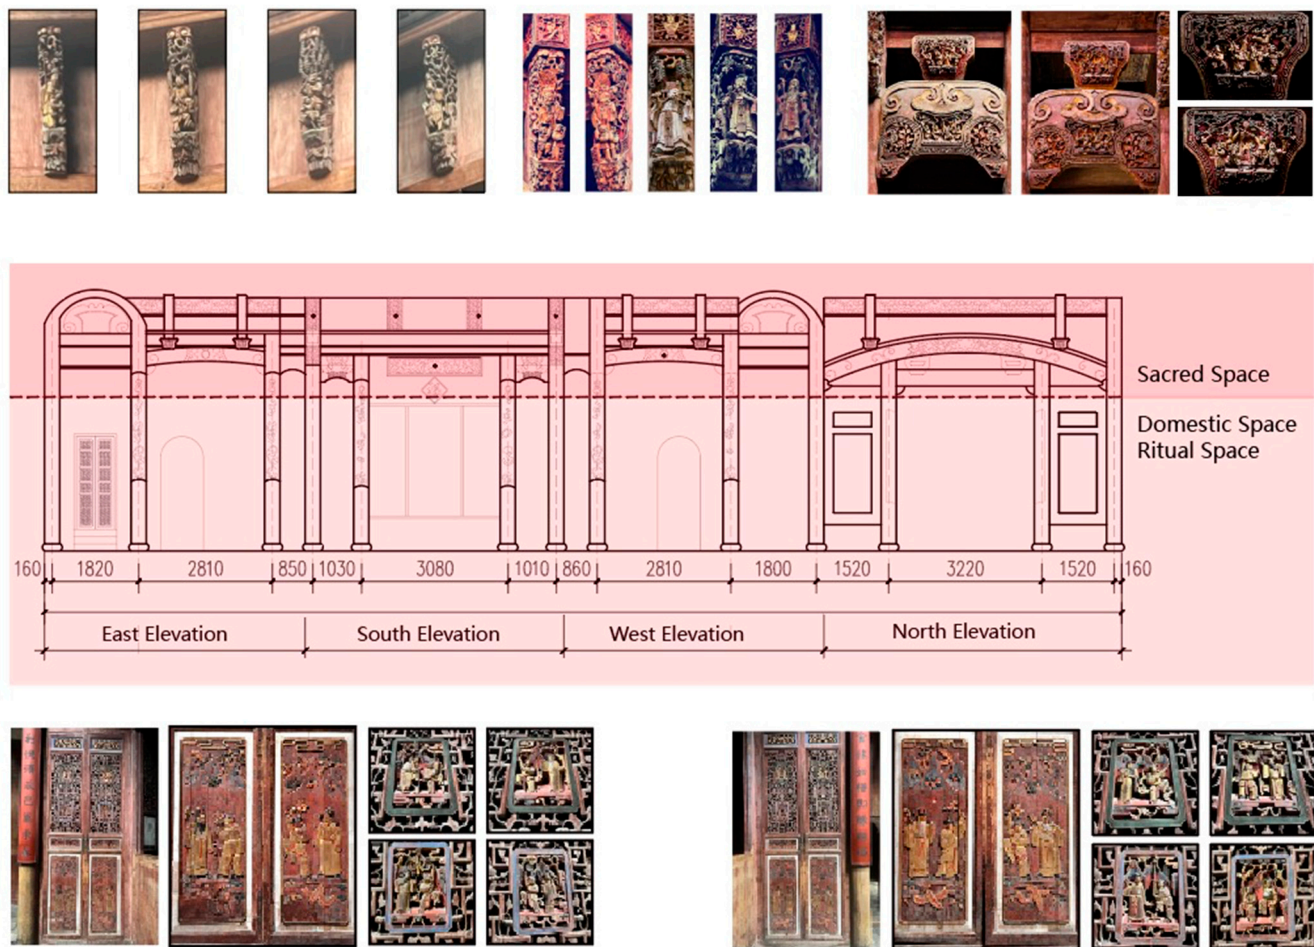 Sacred Space
Domestic Space
Ritual Space
160 1820 2810 850 1030 3080 1010 860 2810 1800 1520 3220 1520 160
East Elevation South Elevation West Elevation North Elevation